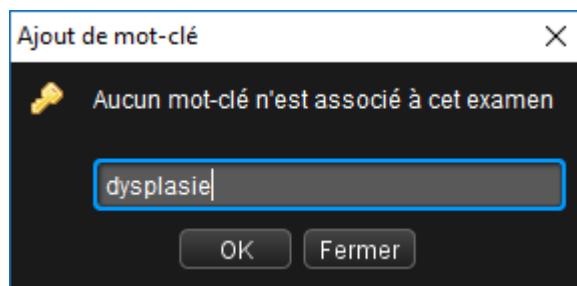 Ajout de mot-clé
Aucun mot-clé n'est associé à cet examen
dysplasie
OK Fermer